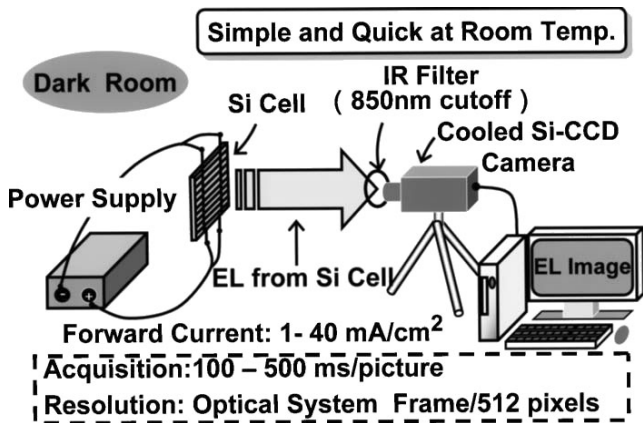 Simple and Quick at Room Temp.
Dark Room
IR Filter
( 850nm cutoff )
Si Cell
Cooled Si-CCD
Camera
Power Supply
EL Image
EL from Si Cell
Forward Current: 1- 40 mA/cm²
Acquisition:100 – 500 ms/picture
Resolution: Optical System Frame/512 pixels